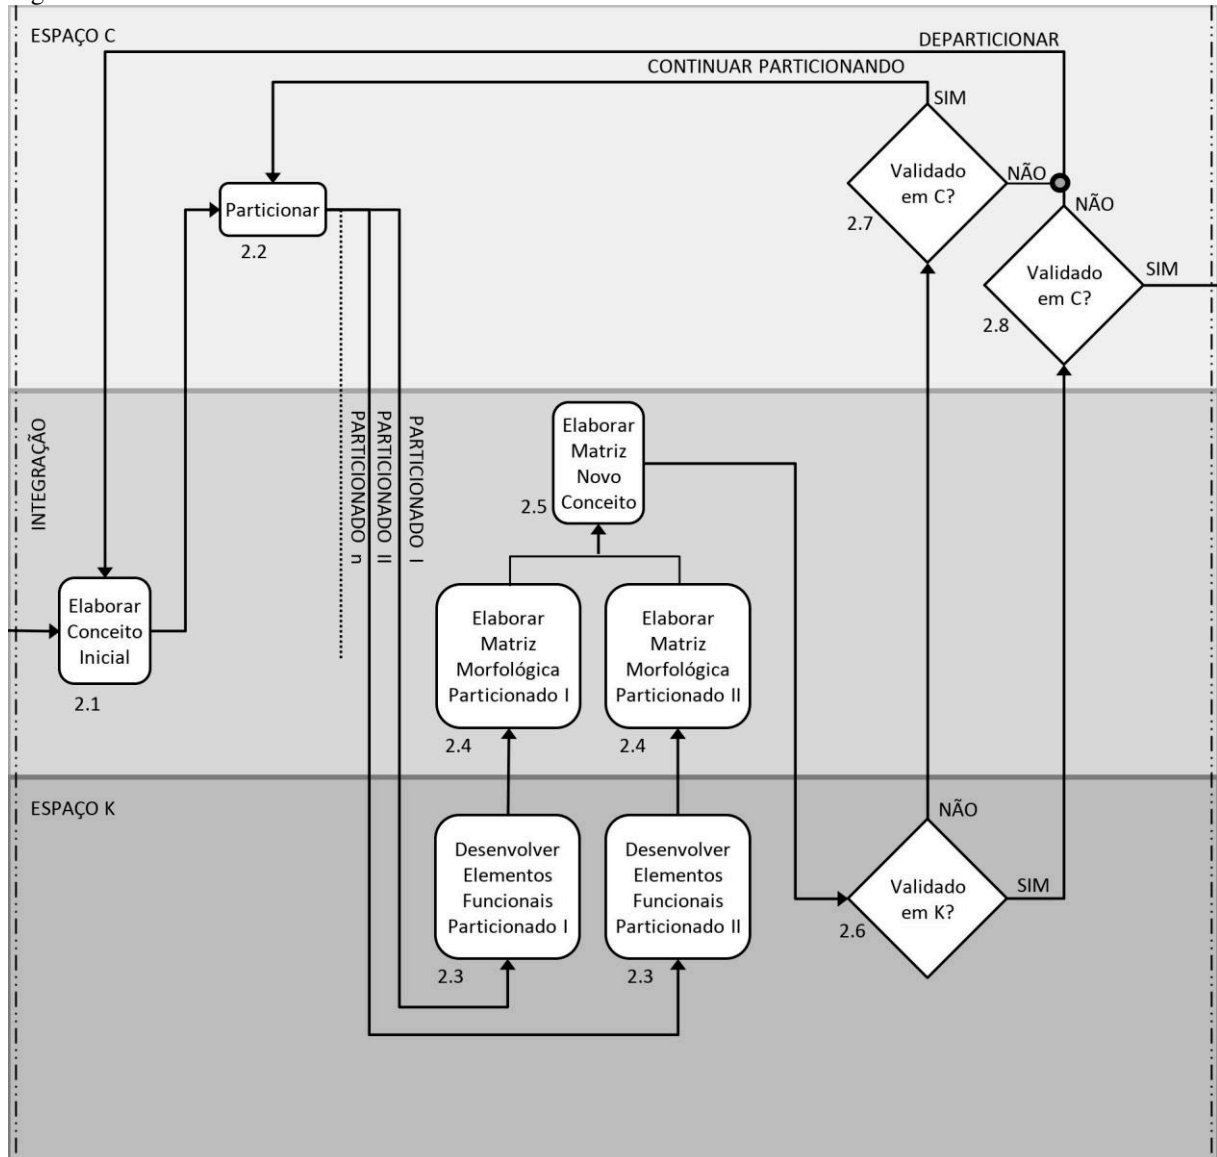 ESPAÇO C
DEPARTICIONAR
CONTINUAR PARTICIONANDO
SIM
Validado
em C?
NÃO
2.7
NÃO
Validado
em C?
SIM
2.8
Particionar
2.2
INTEGRAÇÃO
PARTICIONADO n
PARTICIONADO II
PARTICIONADO I
Elaborar
Matriz
Novo
Conceito
2.5
Elaborar
Conceito
Inicial
2.1
Elaborar
Matriz
Morfológica
Particionado I
2.4
Elaborar
Matriz
Morfológica
Particionado II
2.4
ESPAÇO K
Desenvolver
Elementos
Funcionais
Particionado I
2.3
Desenvolver
Elementos
Funcionais
Particionado II
2.3
NÃO
Validado
em K?
SIM
2.6